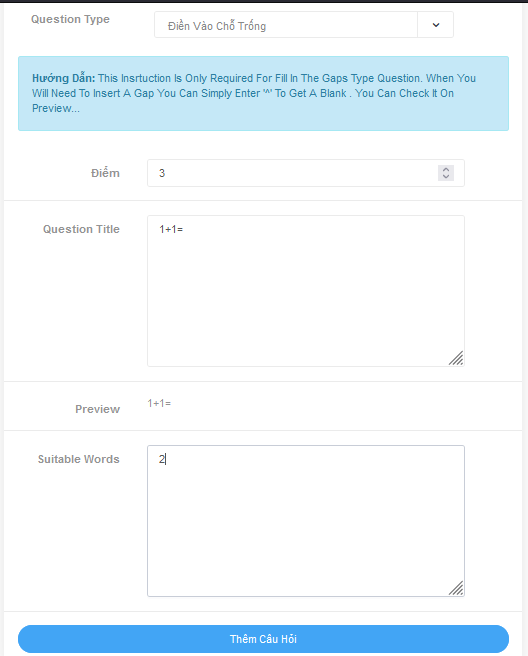 Question Type
Điền Vào Chỗ Trống
Hướng Dẫn: This Insrtuction Is Only Required For Fill In The Gaps Type Question. When You
Will Need To Insert A Gap You Can Simply Enter '^' To Get A Blank . You Can Check It On
Preview...
Điểm
3
Question Title
1+1=
Preview
1+1=
Suitable Words
2
Thêm Câu Hỏi